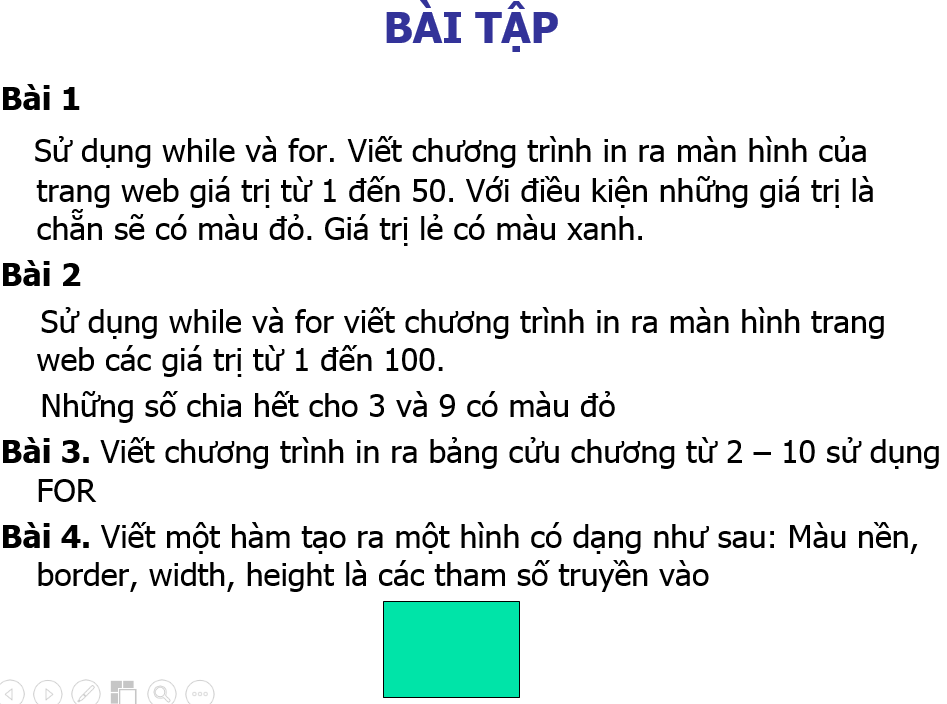 BÀI TẬP
Bài 1
Sử dụng while và for. Viết chương trình in ra màn hình của
trang web giá trị từ 1 đến 50. Với điều kiện những giá trị là
chẵn sẽ có màu đỏ. Giá trị lẻ có màu xanh.
Bài 2
Sử dụng while và for viết chương trình in ra màn hình trang
web các giá trị từ 1 đến 100.
Những số chia hết cho 3 và 9 có màu đỏ
Bài 3. Viết chương trình in ra bảng cửu chương từ 2 – 10 sử dụng
FOR
Bài 4. Viết một hàm tạo ra một hình có dạng như sau: Màu nền,
border, width, height là các tham số truyền vào